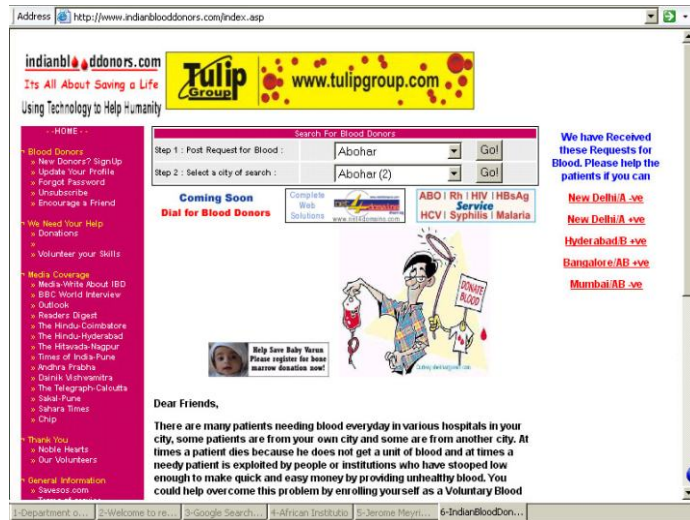 Address http://www.indianblooddonors.com/index.asp
indianblooddonors.com
Its All About Saving a Life
Using Technology to Help Humanity
Tulip Group www.tulipgroup.com
--HOME--
Blood Donors
» New Donors? SignUp
» Update Your Profile
» Forgot Password
» Unsubscribe
» Encourage a Friend
We Need Your Help
» Donations
»
» Volunteer your Skills
Media Coverage
» Media-Write About IBD
» BBC World Interview
» Outlook
» Readers Digest
» The Hindu-Coimbatore
» The Hindu-Hyderabad
» The Hitavada-Nagpur
» Times of India-Pune
» Andhra Prabha
» Dainik Vishwamitra
» The Telegraph-Calcutta
» Sakal-Pune
» Sahara Times
» Chip
Thank You
» Noble Hearts
» Our Volunteers
General Information
» Savesos.com
» Terms of service
Search For Blood Donors
Step 1 : Post Request for Blood : Abohar Go!
Step 2 : Select a city of search : Abohar (2) Go!
Coming Soon
Dial for Blood Donors
Complete
Web
Solutions
www.net4domains.com
ABO | Rh | HIV | HBsAg
Service
HCV | Syphilis | Malaria
DONATE
BLOOD
Help Save Baby Varun
Please register for bone
marrow donation now!
Dear Friends,
There are many patients needing blood everyday in various hospitals in your
city, some patients are from your own city and some are from another city. At
times a patient dies because he does not get a unit of blood and at times a
needy patient is exploited by people or institutions who have stooped low
enough to make quick and easy money by providing unhealthy blood. You
could help overcome this problem by enrolling yourself as a Voluntary Blood
We have Received
these Requests for
Blood. Please help the
patients if you can
New Delhi/A -ve
New Delhi/A +ve
Hyderabad/B +ve
Bangalore/AB +ve
Mumbai/AB -ve
1-Department o...
2-Welcome to re...
3-Google Search...
4-African Institutio
5-Jerome Meyri...
6-IndianBloodDon...